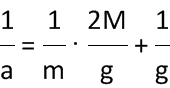 1/a = 1/m · 2M/g + 1/g